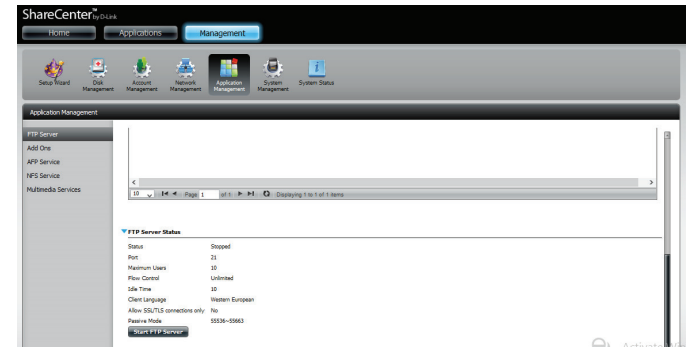 ShareCenter™ by D-Link
Home Applications Management
Setup Wizard Disk Management Account Management Network Management Application Management System Management System Status
Application Management
FTP Server
Add Ons
AFP Service
NFS Service
Multimedia Services
10 Page 1 of 1 Displaying 1 to 1 of 1 items
FTP Server Status
Status Stopped
Port 21
Maximum Users 10
Flow Control Unlimited
Idle Time 10
Client Language Western European
Allow SSL/TLS connections only No
Passive Mode 55536~55663
Start FTP Server